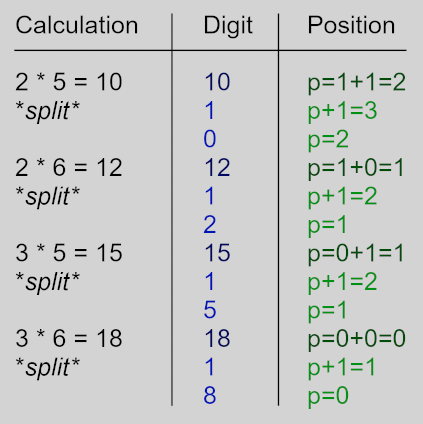 Calculation Digit Position
2 * 5 = 10 10 p=1+1=2
*split* 1 p+1=3
0 p=2
2 * 6 = 12 12 p=1+0=1
*split* 1 p+1=2
2 p=1
3 * 5 = 15 15 p=0+1=1
*split* 1 p+1=2
5 p=1
3 * 6 = 18 18 p=0+0=0
*split* 1 p+1=1
8 p=0